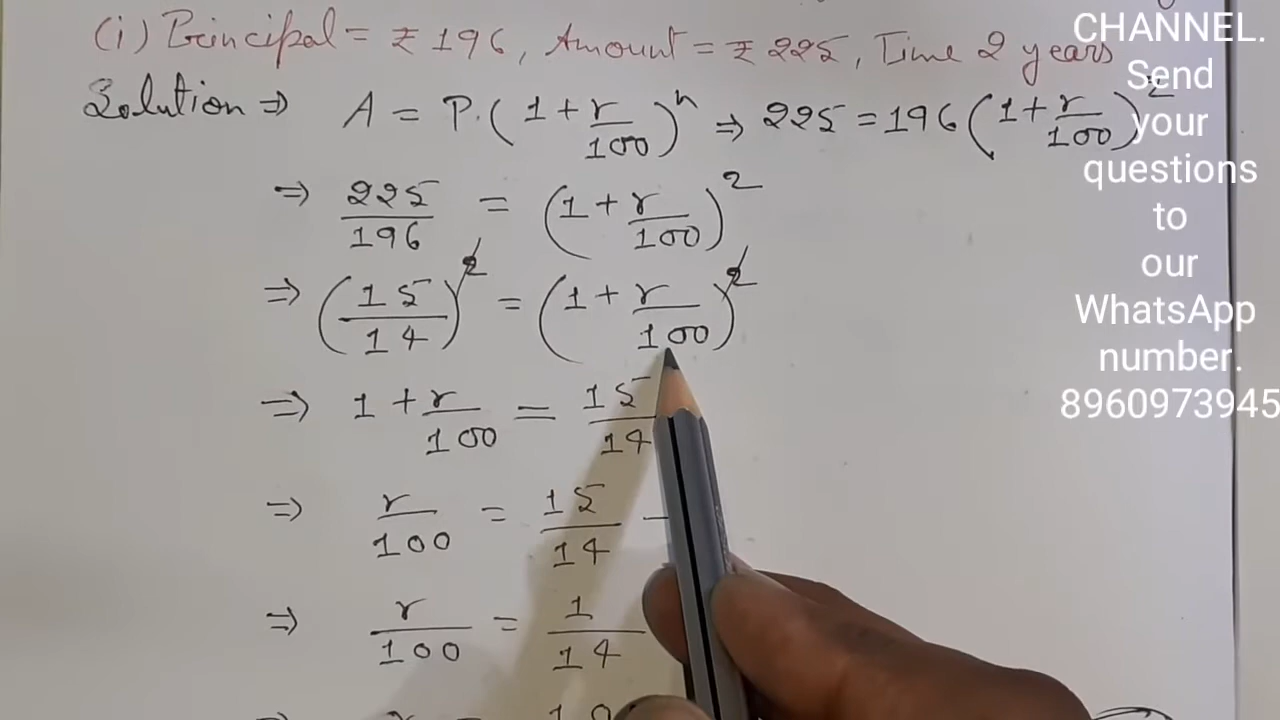 (i) Principal = ₹ 196, Amount = ₹ 225, Time 2 years
Solution ⇒ A = P.(1 + r/100)^n ⇒ 225 = 196(1 + r/100)^2
⇒ 225/196 = (1 + r/100)^2
⇒ (15/14)^2 = (1 + r/100)^2
⇒ 1 + r/100 = 15/14
⇒ r/100 = 15/14 -
⇒ r/100 = 1/14
CHANNEL.
Send
your
questions
to
our
WhatsApp
number.
8960973945